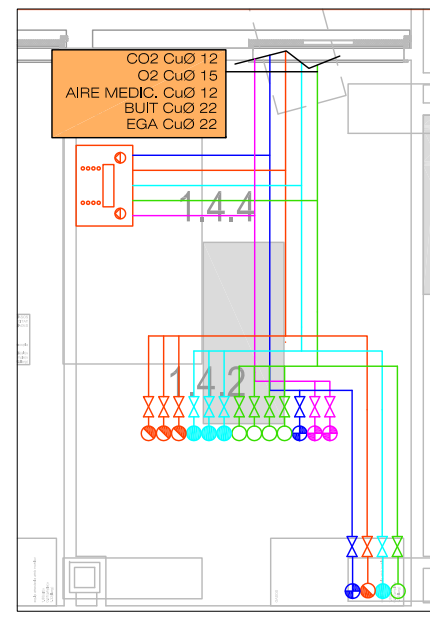 CO2 CuØ 12
O2 CuØ 15
AIRE MEDIC. CuØ 12
BUIT CuØ 22
EGA CuØ 22
1.4.4
1.4.2